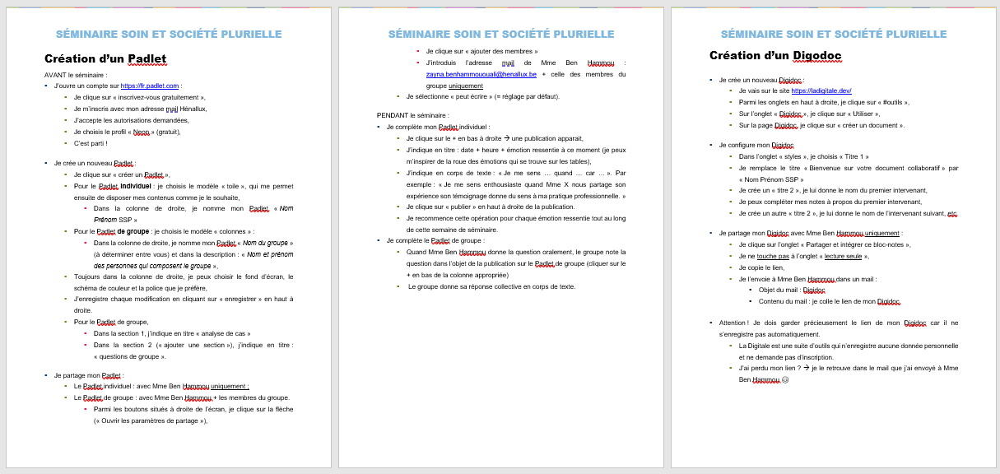 SÉMINAIRE SOIN ET SOCIÉTÉ PLURIELLE
Création d’un Padlet
AVANT le séminaire :
J’ouvre un compte sur https://fr.padlet.com :
Je clique sur « inscrivez-vous gratuitement »,
Je m’inscris avec mon adresse mail Hénallux,
J’accepte les autorisations demandées,
Je choisis le profil « Neon » (gratuit),
C’est parti !
Je crée un nouveau Padlet :
Je clique sur « créer un Padlet »,
Pour le Padlet individuel : je choisis le modèle « toile », qui me permet
ensuite de disposer mes contenus comme je le souhaite,
Dans la colonne de droite, je nomme mon Padlet « Nom
Prénom SSP »
Pour le Padlet de groupe : je choisis le modèle « colonnes » :
Dans la colonne de droite, je nomme mon Padlet « Nom du groupe »
(à déterminer entre vous) et dans la description : « Nom et prénom
des personnes qui composent le groupe »,
Toujours dans la colonne de droite, je peux choisir le fond d’écran, le
schéma de couleur et la police que je préfère,
J’enregistre chaque modification en cliquant sur « enregistrer » en haut à
droite.
Pour le Padlet de groupe,
Dans la section 1, j’indique en titre « analyse de cas »
Dans la section 2 (« ajouter une section »), j’indique en titre :
« questions de groupe ».
Je partage mon Padlet :
Le Padlet individuel : avec Mme Ben Hammou uniquement ;
Le Padlet de groupe : avec Mme Ben Hammou + les membres du groupe.
Parmi les boutons situés à droite de l’écran, je clique sur la flèche
(« Ouvrir les paramètres de partage »),
SÉMINAIRE SOIN ET SOCIÉTÉ PLURIELLE
Je clique sur « ajouter des membres »
J’introduis l’adresse mail de Mme Ben Hammou :
zayna.benhammououali@henallux.be + celle des membres du
groupe uniquement
Je sélectionne « peut écrire » (= réglage par défaut).
PENDANT le séminaire :
Je complète mon Padlet individuel :
Je clique sur le + en bas à droite → une publication apparait,
J’indique en titre : date + heure + émotion ressentie à ce moment (je peux
m’inspirer de la roue des émotions qui se trouve sur les tables),
J’indique en corps de texte : « Je me sens … quand … car … ». Par
exemple : « Je me sens enthousiaste quand Mme X nous partage son
expérience son témoignage donne du sens à ma pratique professionnelle. »
Je clique sur « publier » en haut à droite de la publication.
Je recommence cette opération pour chaque émotion ressentie tout au long
de cette semaine de séminaire.
Je complète le Padlet de groupe :
Quand Mme Ben Hammou donne la question oralement, le groupe note la
question dans l’objet de la publication sur le Padlet de groupe (cliquer sur le
+ en bas de la colonne appropriée)
Le groupe donne sa réponse collective en corps de texte.
SÉMINAIRE SOIN ET SOCIÉTÉ PLURIELLE
Création d’un Digodoc
Je crée un nouveau Digidoc :
Je vais sur le site https://ladigitale.dev/
Parmi les onglets en haut à droite, je clique sur « #outils »,
Sur l’onglet « Digidoc », je clique sur « Utiliser »,
Sur la page Digidoc, je clique sur « créer un document ».
Je configure mon Digidoc
Dans l’onglet « styles », je choisis « Titre 1 »
Je remplace le titre « Bienvenue sur votre document collaboratif » par
« Nom Prénom SSP »
Je crée un « titre 2 », je lui donne le nom du premier intervenant,
Je peux compléter mes notes à propos du premier intervenant,
Je crée un autre « titre 2 », je lui donne le nom de l’intervenant suivant, etc
Je partage mon Digidoc avec Mme Ben Hammou uniquement :
Je clique sur l’onglet « Partager et intégrer ce bloc-notes »,
Je ne touche pas à l’onglet « lecture seule »,
Je copie le lien,
Je l’envoie à Mme Ben Hammou dans un mail :
Objet du mail : Digidoc
Contenu du mail : je colle le lien de mon Digidoc
Attention ! Je dois garder précieusement le lien de mon Digidoc car il ne
s’enregistre pas automatiquement.
La Digitale est une suite d’outils qui n’enregistre aucune donnée personnelle
et ne demande pas d’inscription.
J’ai perdu mon lien ? → je le retrouve dans le mail que j’ai envoyé à Mme
Ben Hammou ☺